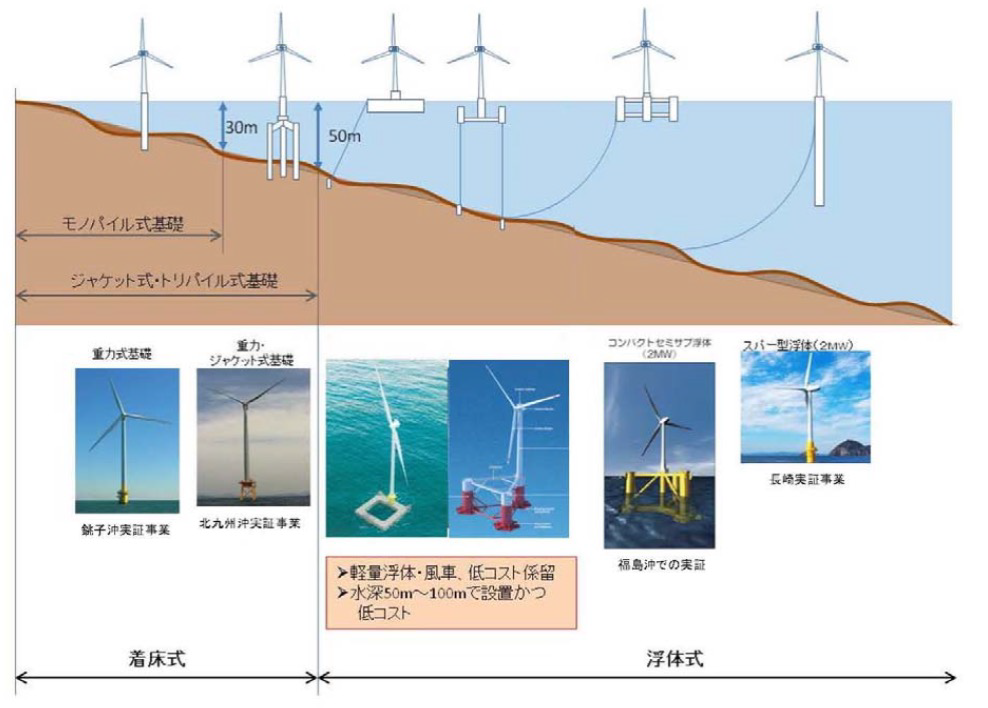 30m
50m
モノパイル式基礎
ジャケット式・トリパイル式基礎
重力式基礎
重力・
ジャケット式基礎
コンパクトセミサブ浮体
(2MW)
スパー型浮体(2MW)
銚子沖実証事業
北九州沖実証事業
福島沖での実証
長崎実証事業
➤軽量浮体・風車、低コスト係留
➤水深50m～100mで設置かつ
低コスト
着床式
浮体式